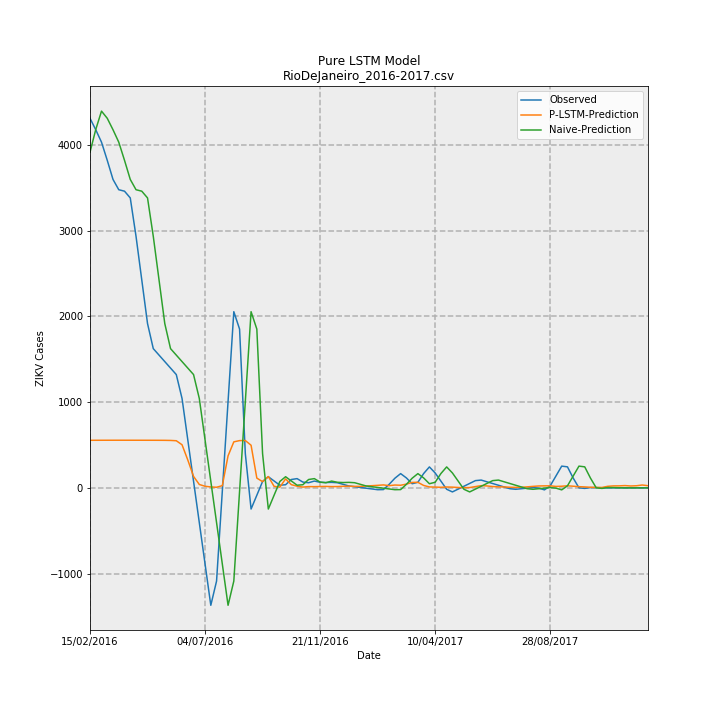 Pure LSTM Model
RioDeJaneiro_2016-2017.csv
Observed
P-LSTM-Prediction
Naive-Prediction
4000
3000
2000
1000
0
−1000
ZIKV Cases
15/02/2016 04/07/2016 21/11/2016 10/04/2017 28/08/2017
Date